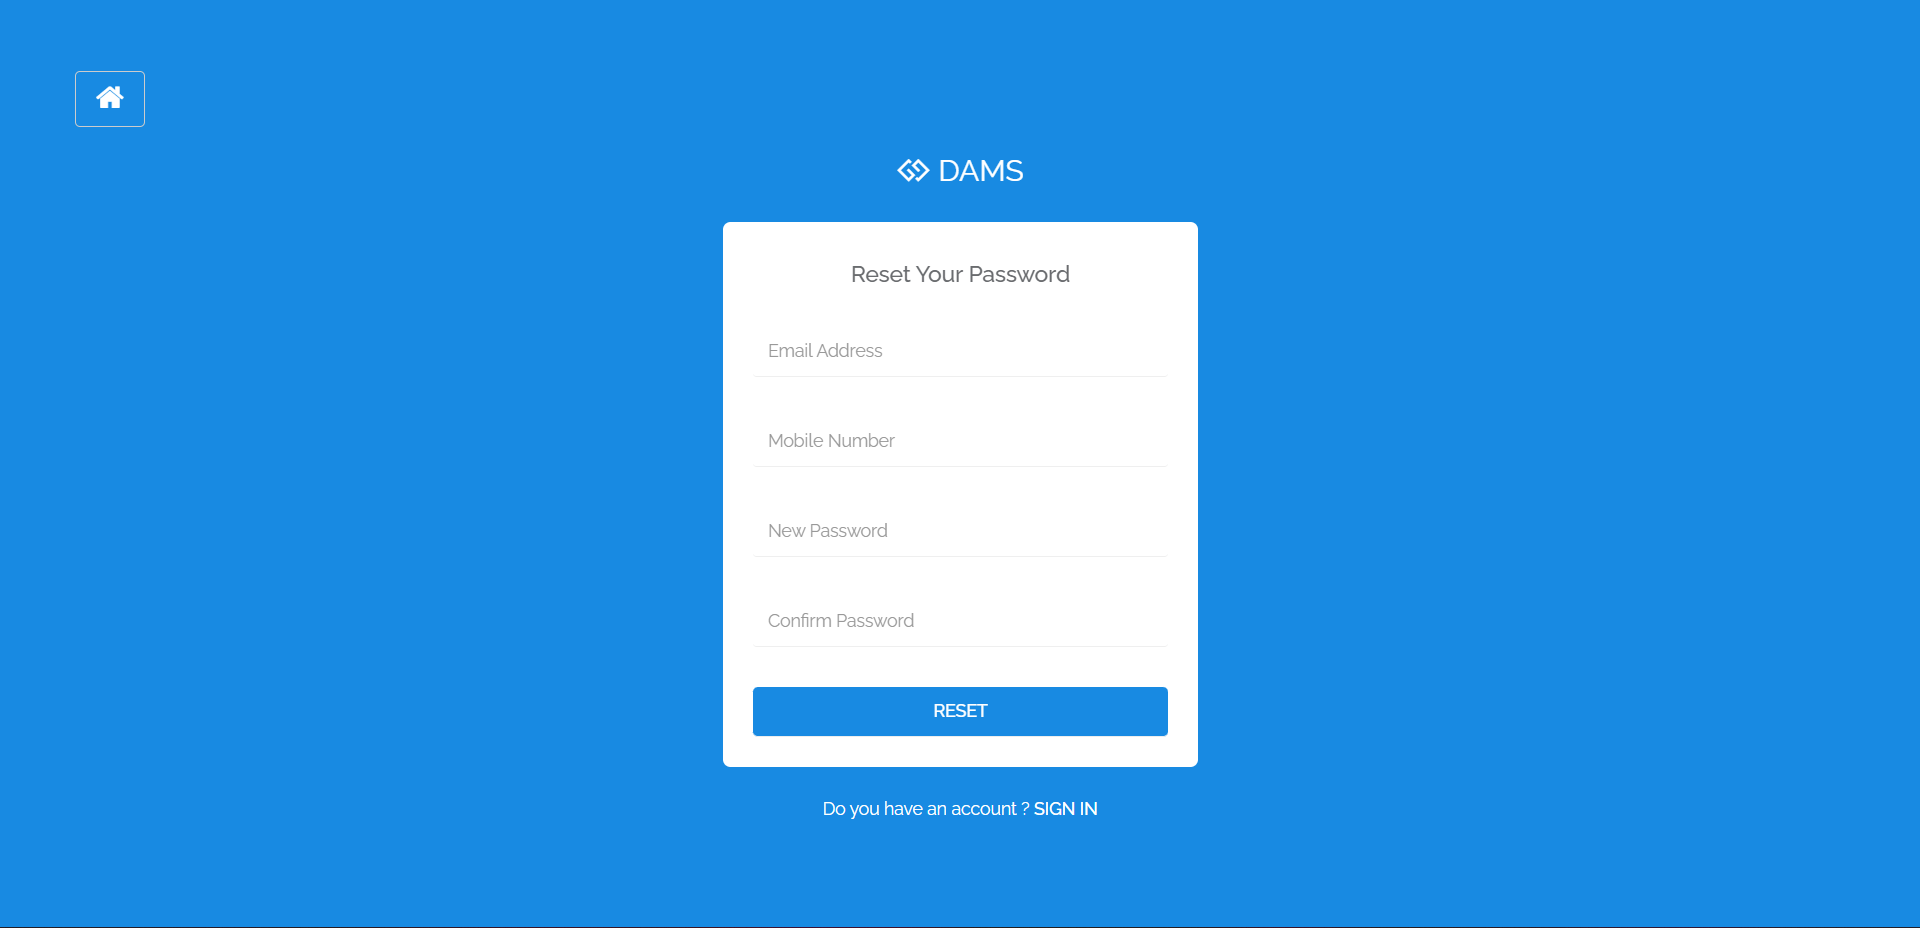 DAMS
Reset Your Password
Email Address
Mobile Number
New Password
Confirm Password
RESET
Do you have an account ? SIGN IN